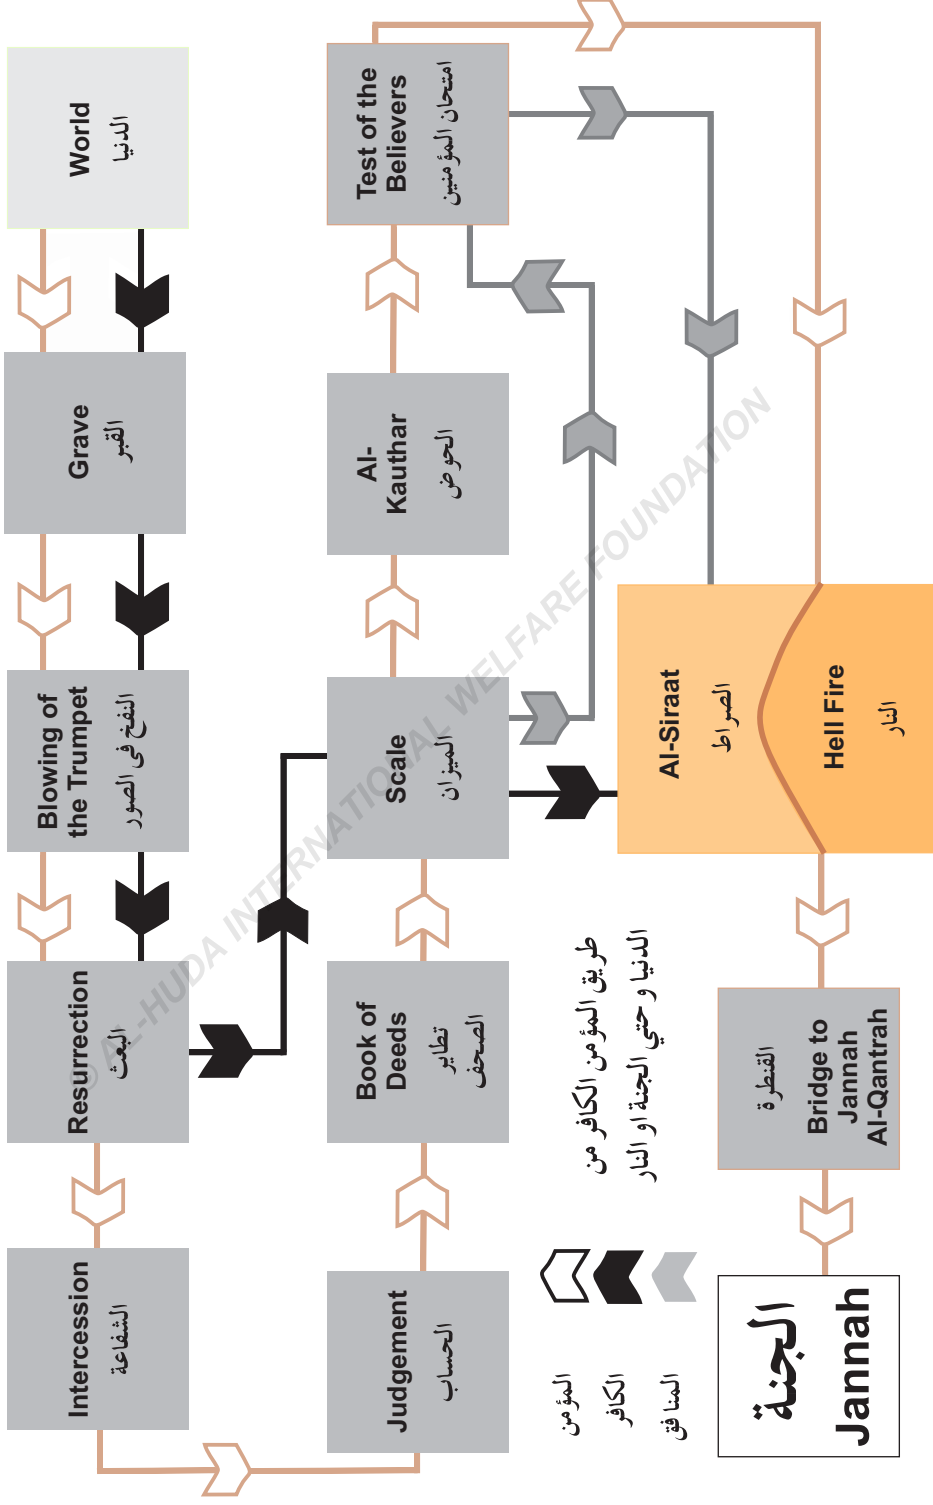 World
الدنيا
Grave
القبر
Blowing of
the Trumpet
النفخ فى الصور
Resurrection
البعث
Intercession
الشفاعة
Judgement
الحساب
Book of
Deeds
تطاير
الصحف
Scale
الميزان
Al-
Kauthar
الحوض
Test of the
Believers
امتحان المؤمنين
Al-Siraat
الصراط
Hell Fire
النار
القنطرة
Bridge to
Jannah
Al-Qantrah
الجنة
Jannah
طريق المؤمن الكافر من
الدنيا و حتي الجنة او النار
المؤمن
الكافر
المنافق
© AL-HUDA INTERNATIONAL WELFARE FOUNDATION